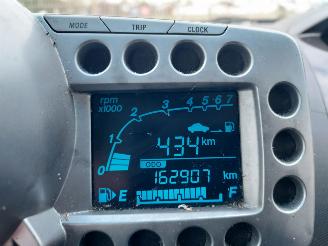 MODE TRIP CLOCK
rpm
x1000
0 1 2 3 4 5 6 7
434 km
ODO
162907 km
E F